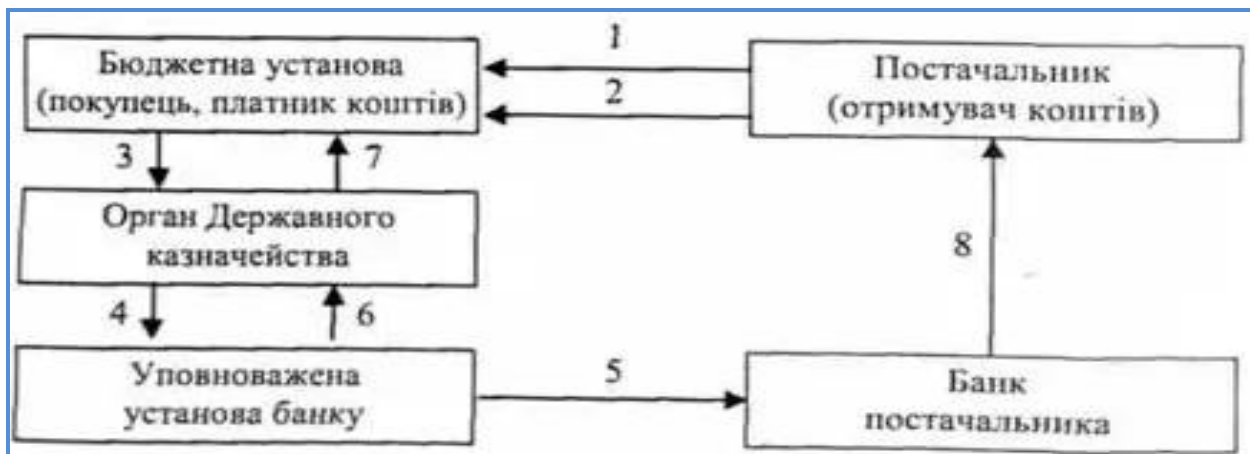 Бюджетна установа
(покупець, платник коштів)
1
2
Постачальник
(отримувач коштів)
3
7
Орган Державного
казначейства
8
4
6
Уповноважена
установа банку
5
Банк
постачальника